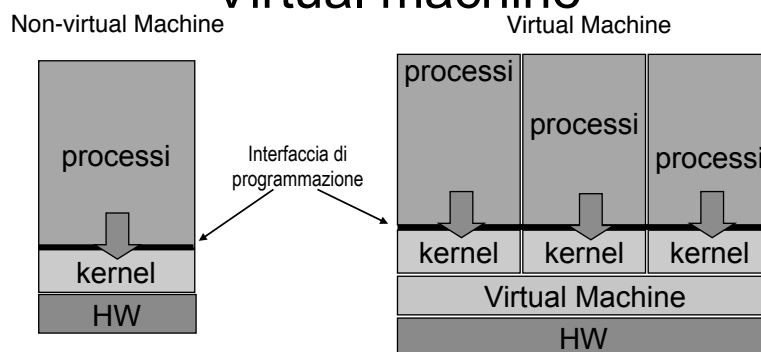 Virtual machine
Non-virtual Machine
Virtual Machine
processi
Interfaccia di
programmazione
kernel
HW
processi
processi
processi
kernel
kernel
kernel
Virtual Machine
HW